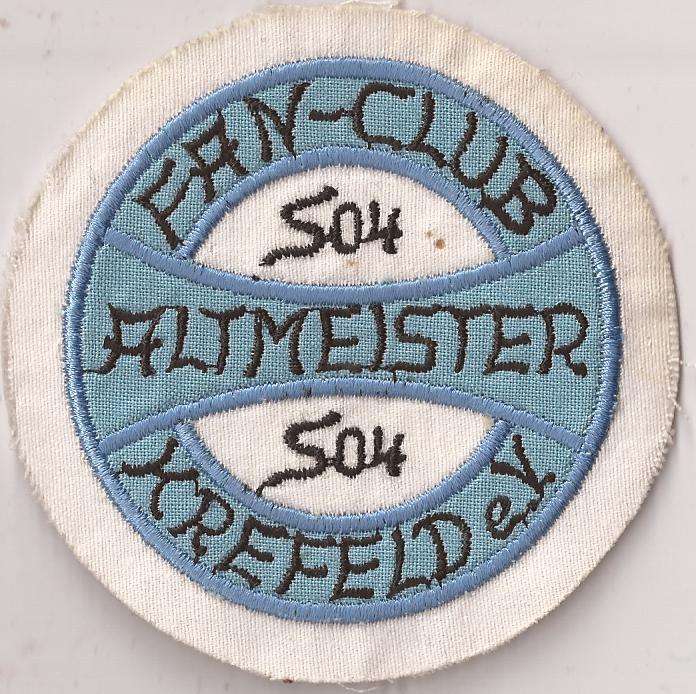 FAN-CLUB
S04
ALTMEISTER
S04
KREFELD e.V.